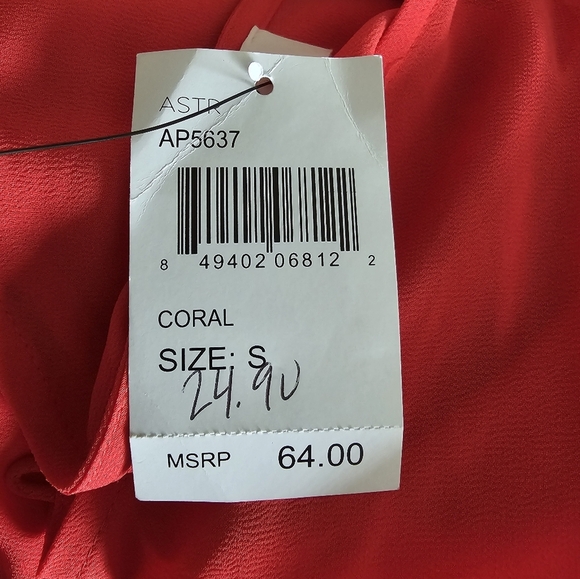 ASTR
AP5637
8 49402 06812 2
CORAL
SIZE: S
24.90
MSRP 64.00